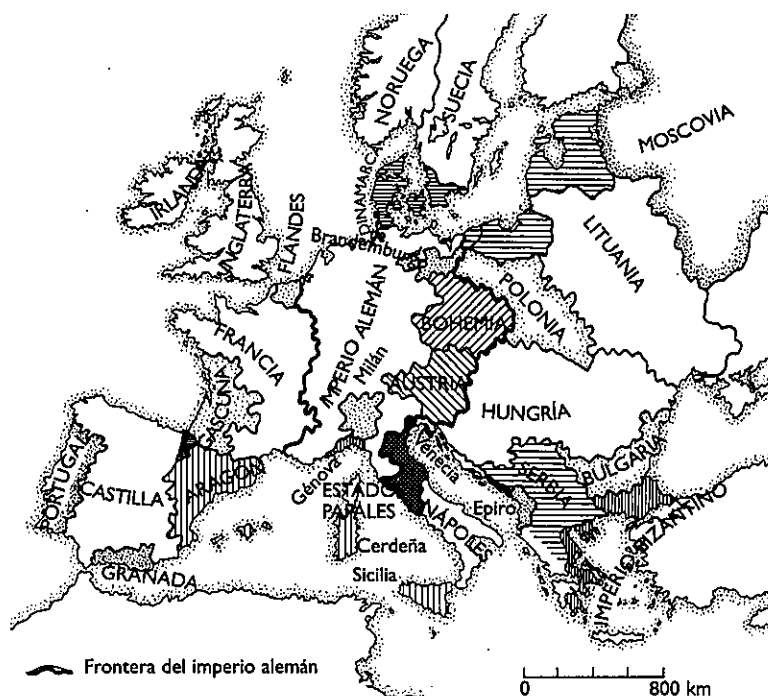 NORUEGA
SUECIA
MOSCOVIA
IRLANDA
INGLATERRA
DINAMARCA
FLANDES
Brandemburgo
LITUANIA
POLONIA
FRANCIA
IMPERIO ALEMÁN
BOHEMIA
Milán
AUSTRIA
GASCUÑA
HUNGRÍA
PORTUGAL
CASTILLA
ARAGÓN
Génova
Venecia
SERBIA
BULGARIA
ESTADO
PAPALES
NÁPOLES
Epiro
IMPERIO BIZANTINO
Cerdeña
GRANADA
Sicilia
Frontera del imperio alemán
0 800 km